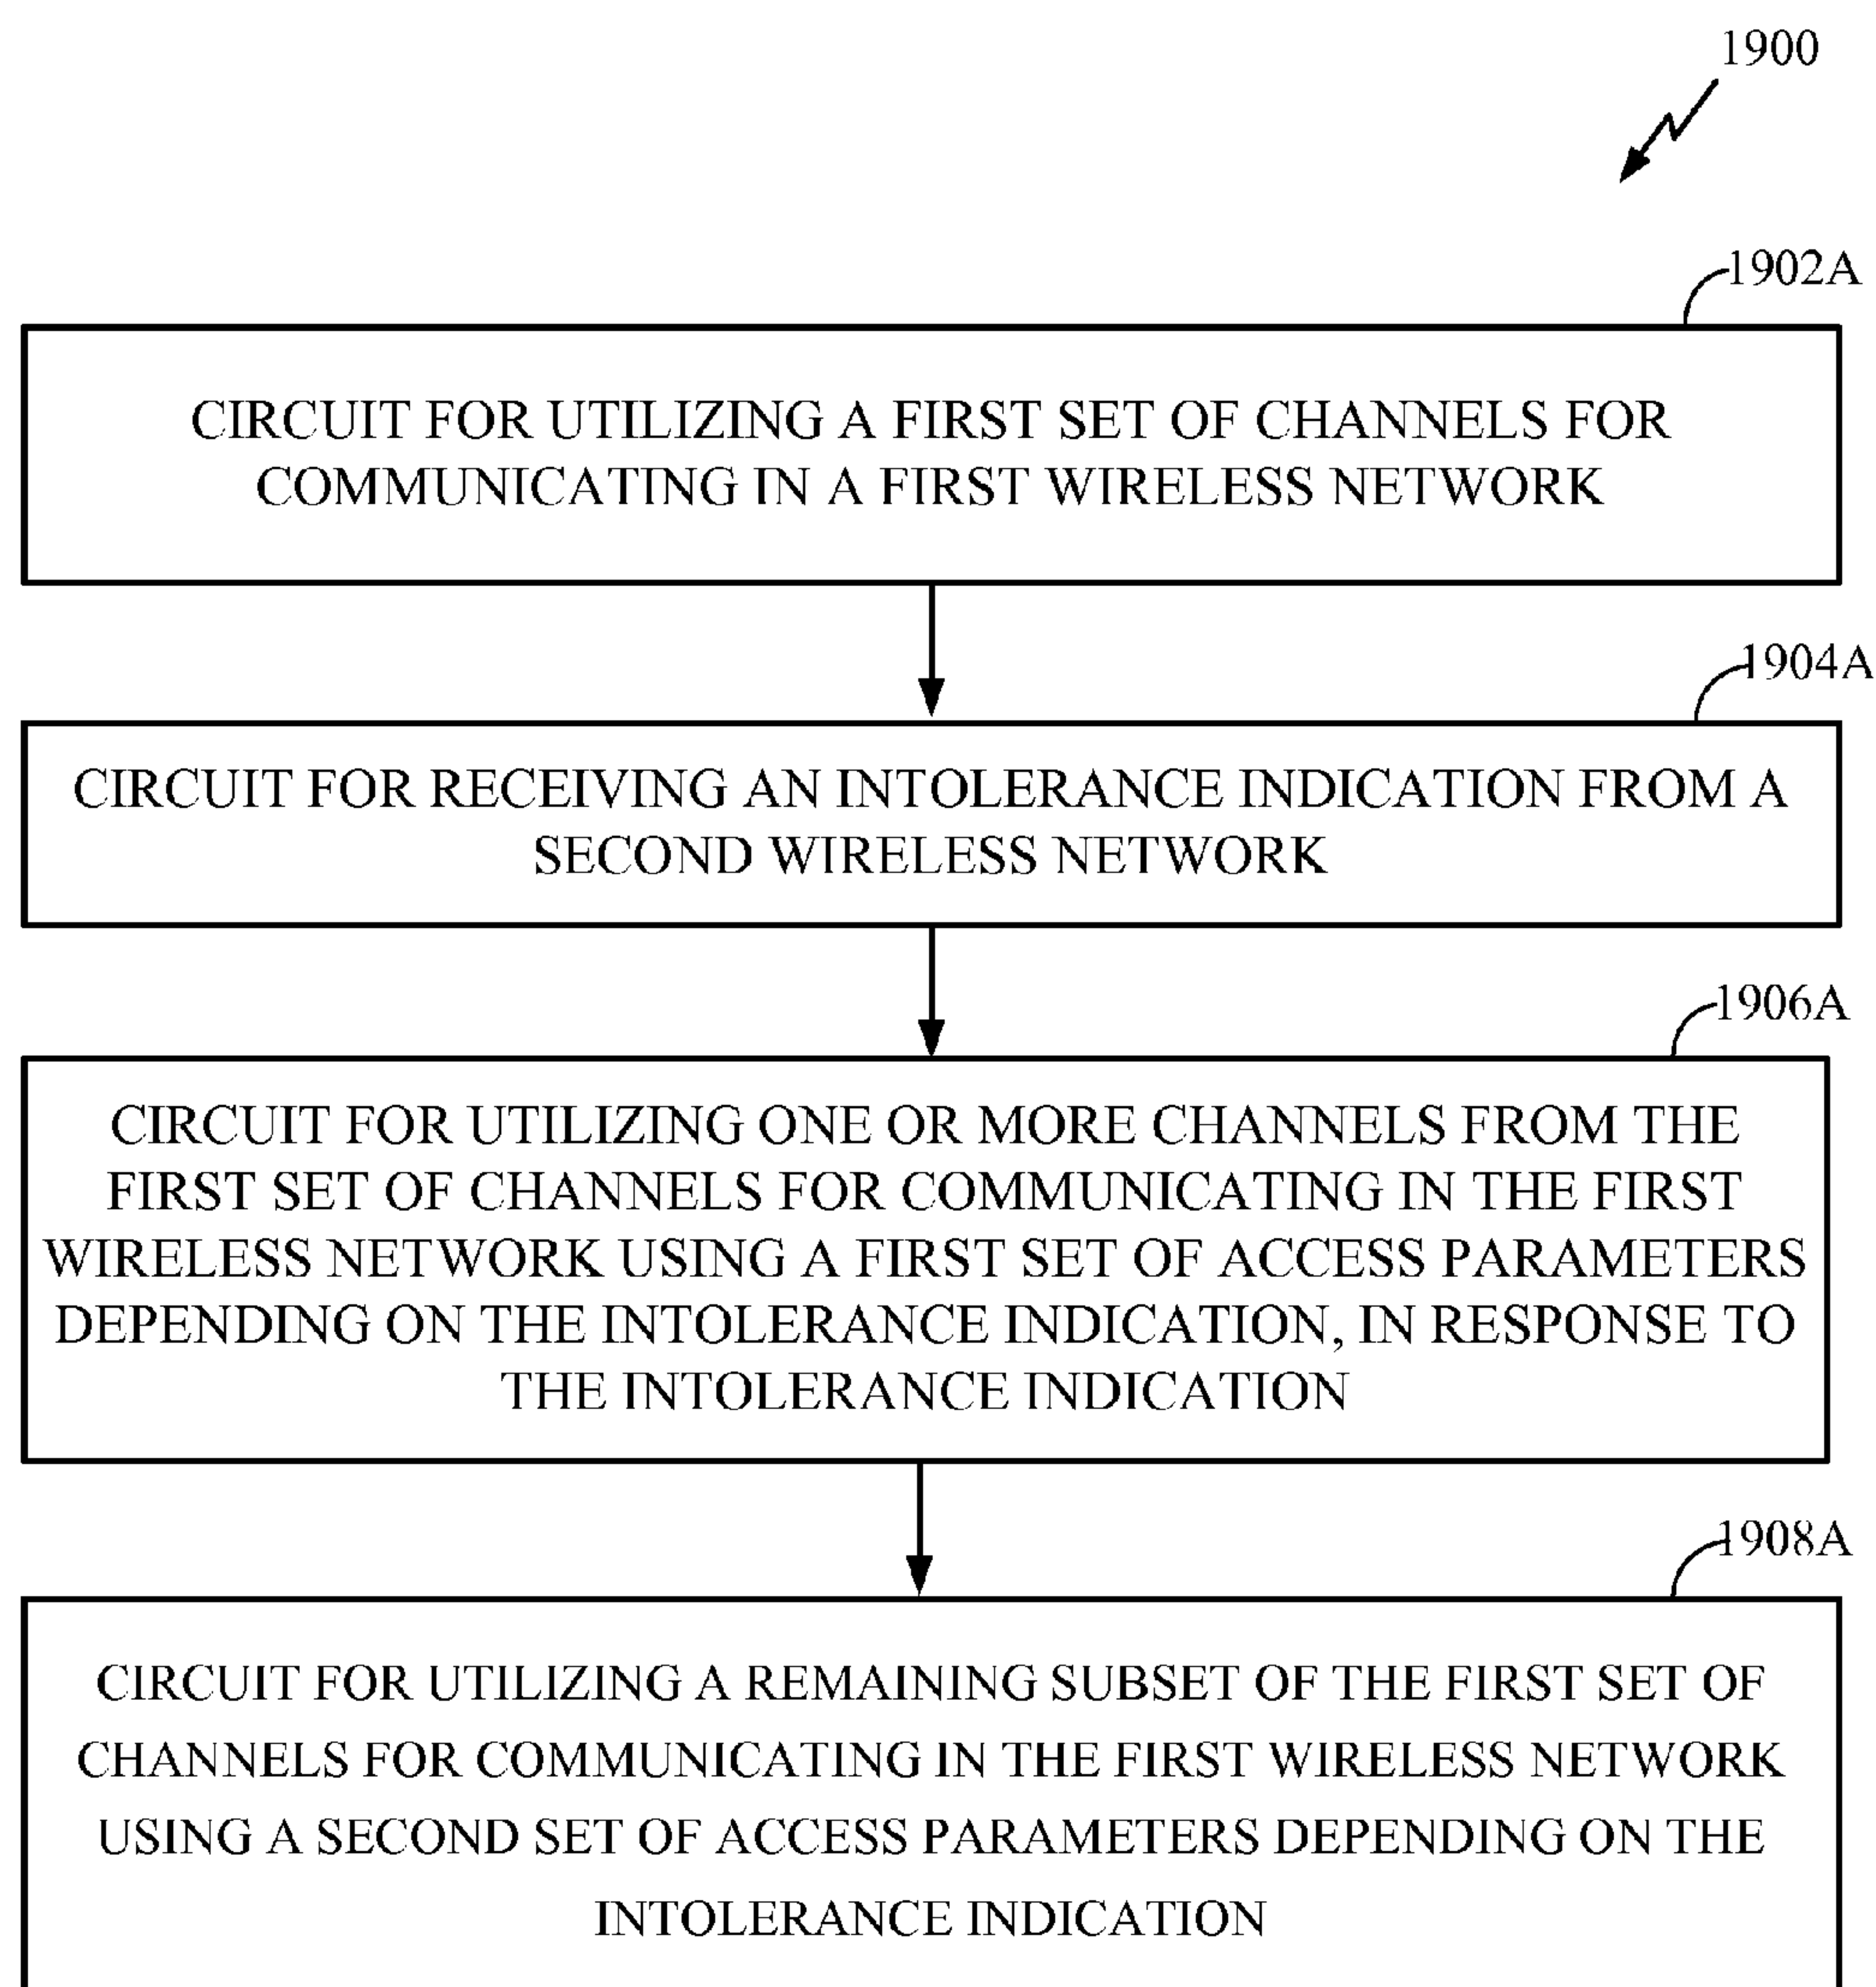 1900
1902A
CIRCUIT FOR UTILIZING A FIRST SET OF CHANNELS FOR
COMMUNICATING IN A FIRST WIRELESS NETWORK
1904A
CIRCUIT FOR RECEIVING AN INTOLERANCE INDICATION FROM A
SECOND WIRELESS NETWORK
1906A
CIRCUIT FOR UTILIZING ONE OR MORE CHANNELS FROM THE
FIRST SET OF CHANNELS FOR COMMUNICATING IN THE FIRST
WIRELESS NETWORK USING A FIRST SET OF ACCESS PARAMETERS
DEPENDING ON THE INTOLERANCE INDICATION, IN RESPONSE TO
THE INTOLERANCE INDICATION
1908A
CIRCUIT FOR UTILIZING A REMAINING SUBSET OF THE FIRST SET OF
CHANNELS FOR COMMUNICATING IN THE FIRST WIRELESS NETWORK
USING A SECOND SET OF ACCESS PARAMETERS DEPENDING ON THE
INTOLERANCE INDICATION